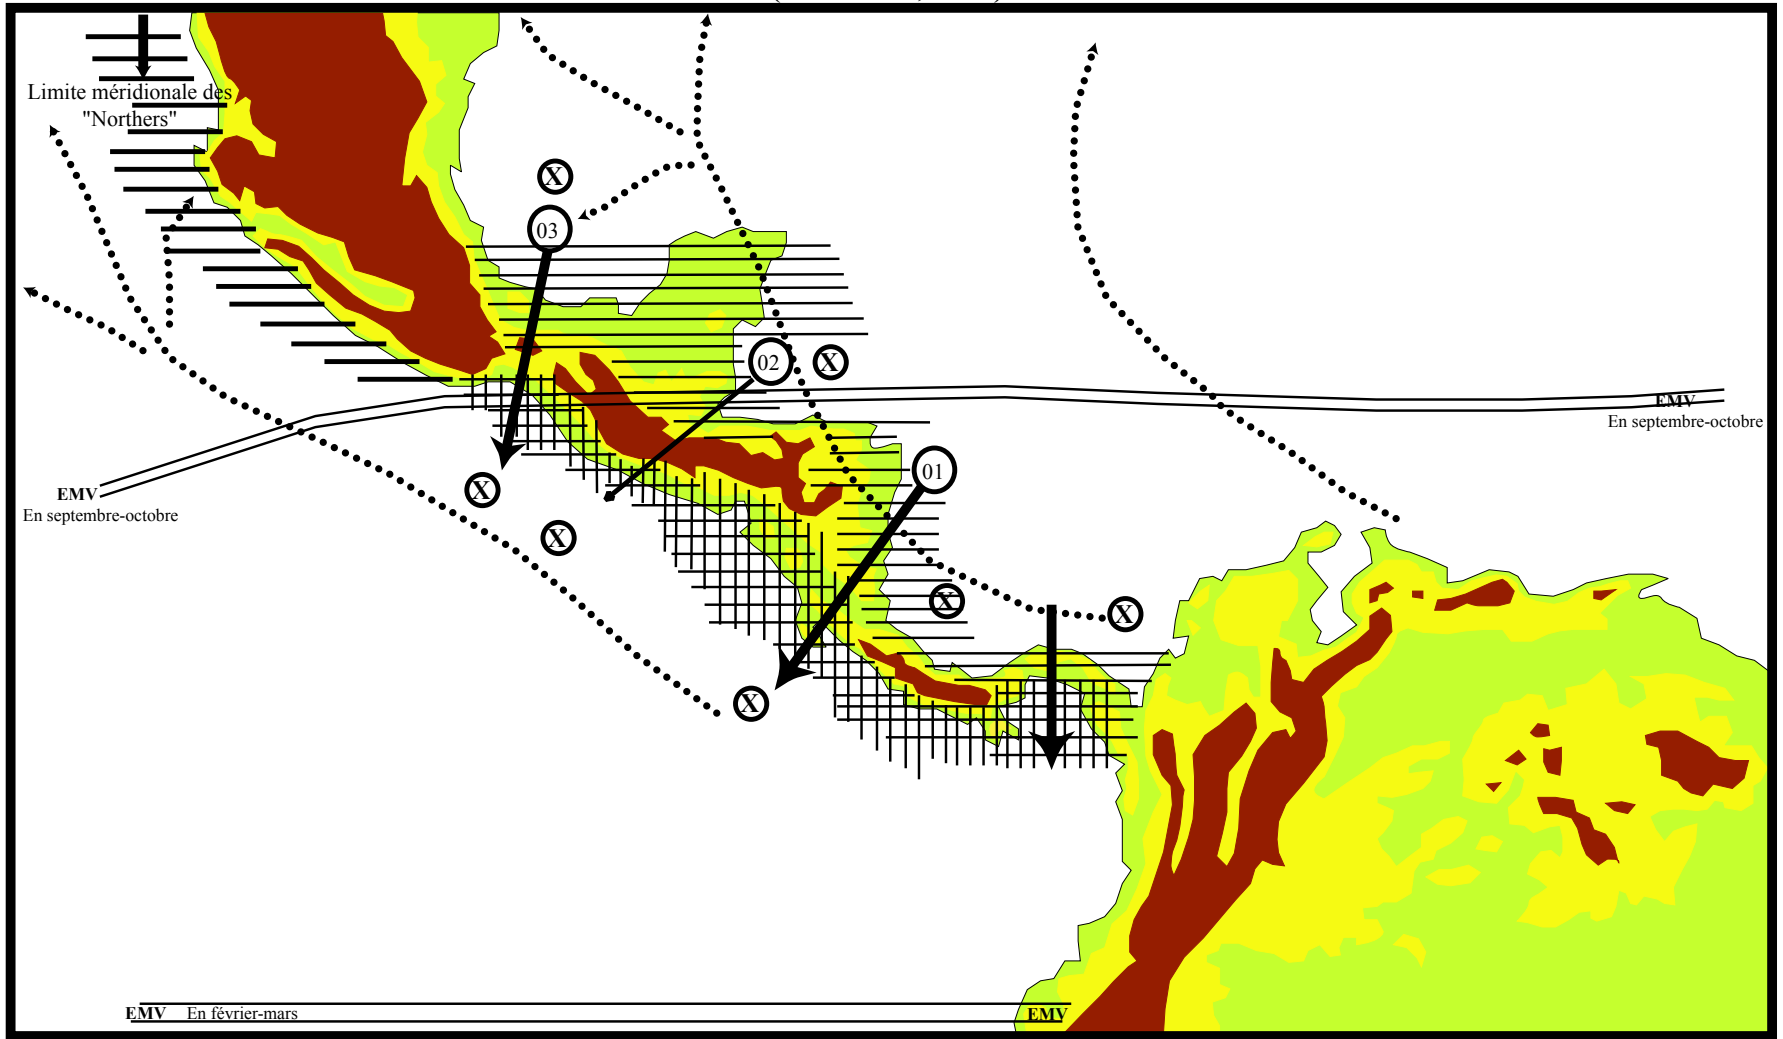 Limite méridionale des
"Northers"
X
03
02
X
EMV
En septembre-octobre
01
X
EMV
En septembre-octobre
X
X
X
X
EMV En février-mars
EMV